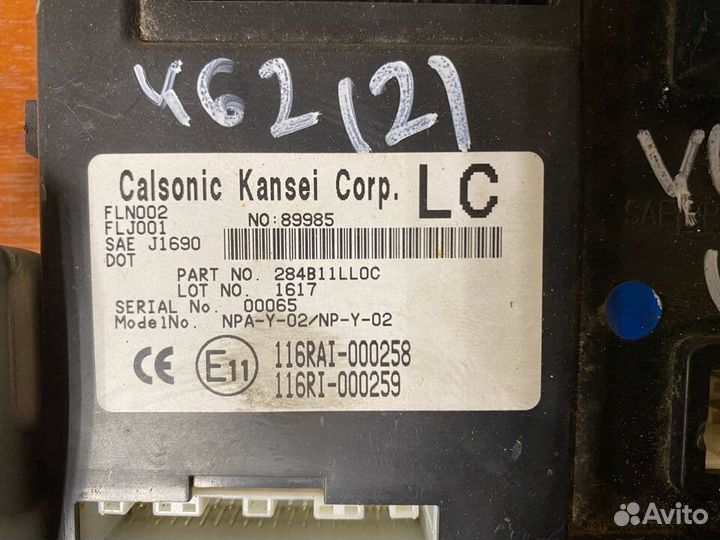 Y62 (2)
Calsonic Kansei Corp. LC
FLN002
FLJ001
NO:89985
SAE J1690
DOT
PART NO. 284B11LL0C
LOT NO. 1617
SERIAL No. 00065
ModelNo. NPA-Y-02/NP-Y-02
CE E11 116RAI-000258
116RI-000259
Avito